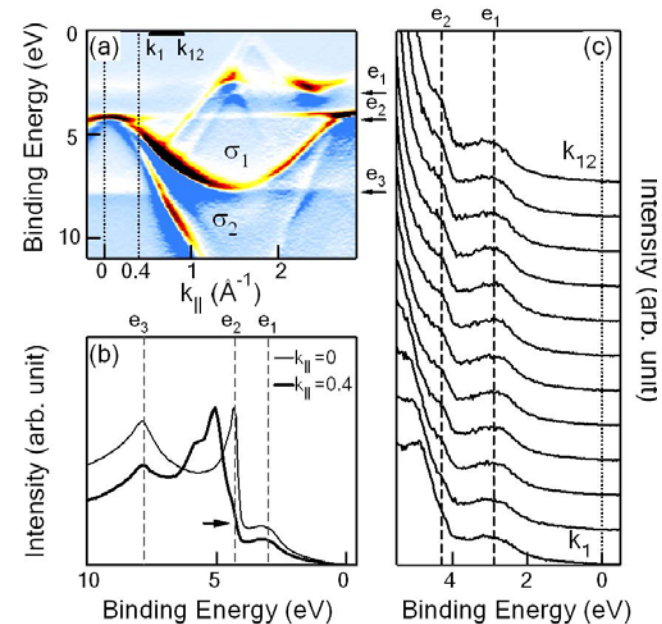 (a)
k₁ k₁₂
0
5
10
Binding Energy (eV)
e₁
e₂
e₃
σ₁
σ₂
0 0.4 1 2
k∥ (Å⁻¹)
(b)
e₃ e₂ e₁
k∥=0
k∥=0.4
Intensity (arb. unit)
10 5 0
Binding Energy (eV)
e₂ e₁
(c)
k₁₂
k₁
Intensity (arb. unit)
4 2 0
Binding Energy (eV)